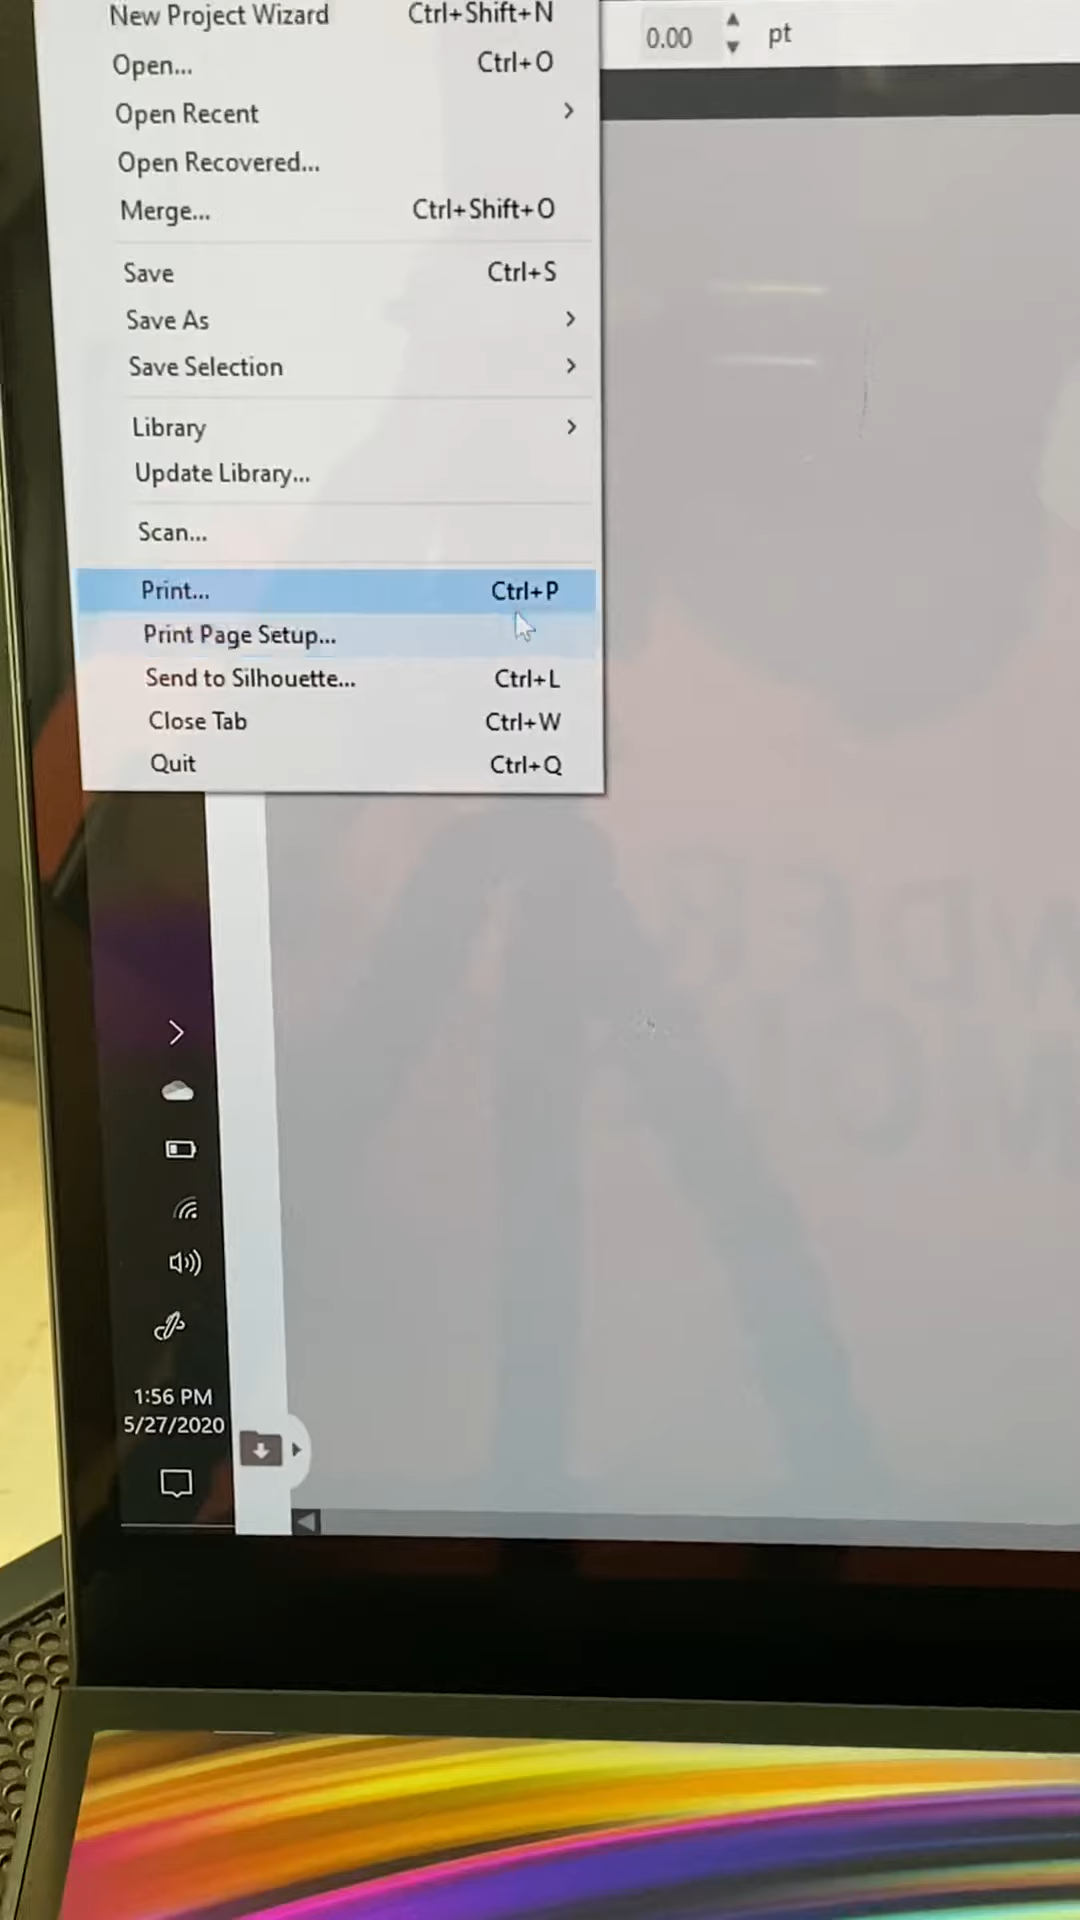 New Project Wizard Ctrl+Shift+N
0.00 pt
Open... Ctrl+O
Open Recent
Open Recovered...
Merge... Ctrl+Shift+O
Save Ctrl+S
Save As
Save Selection
Library
Update Library...
Scan...
Print... Ctrl+P
Print Page Setup...
Send to Silhouette... Ctrl+L
Close Tab Ctrl+W
Quit Ctrl+Q
1:56 PM
5/27/2020